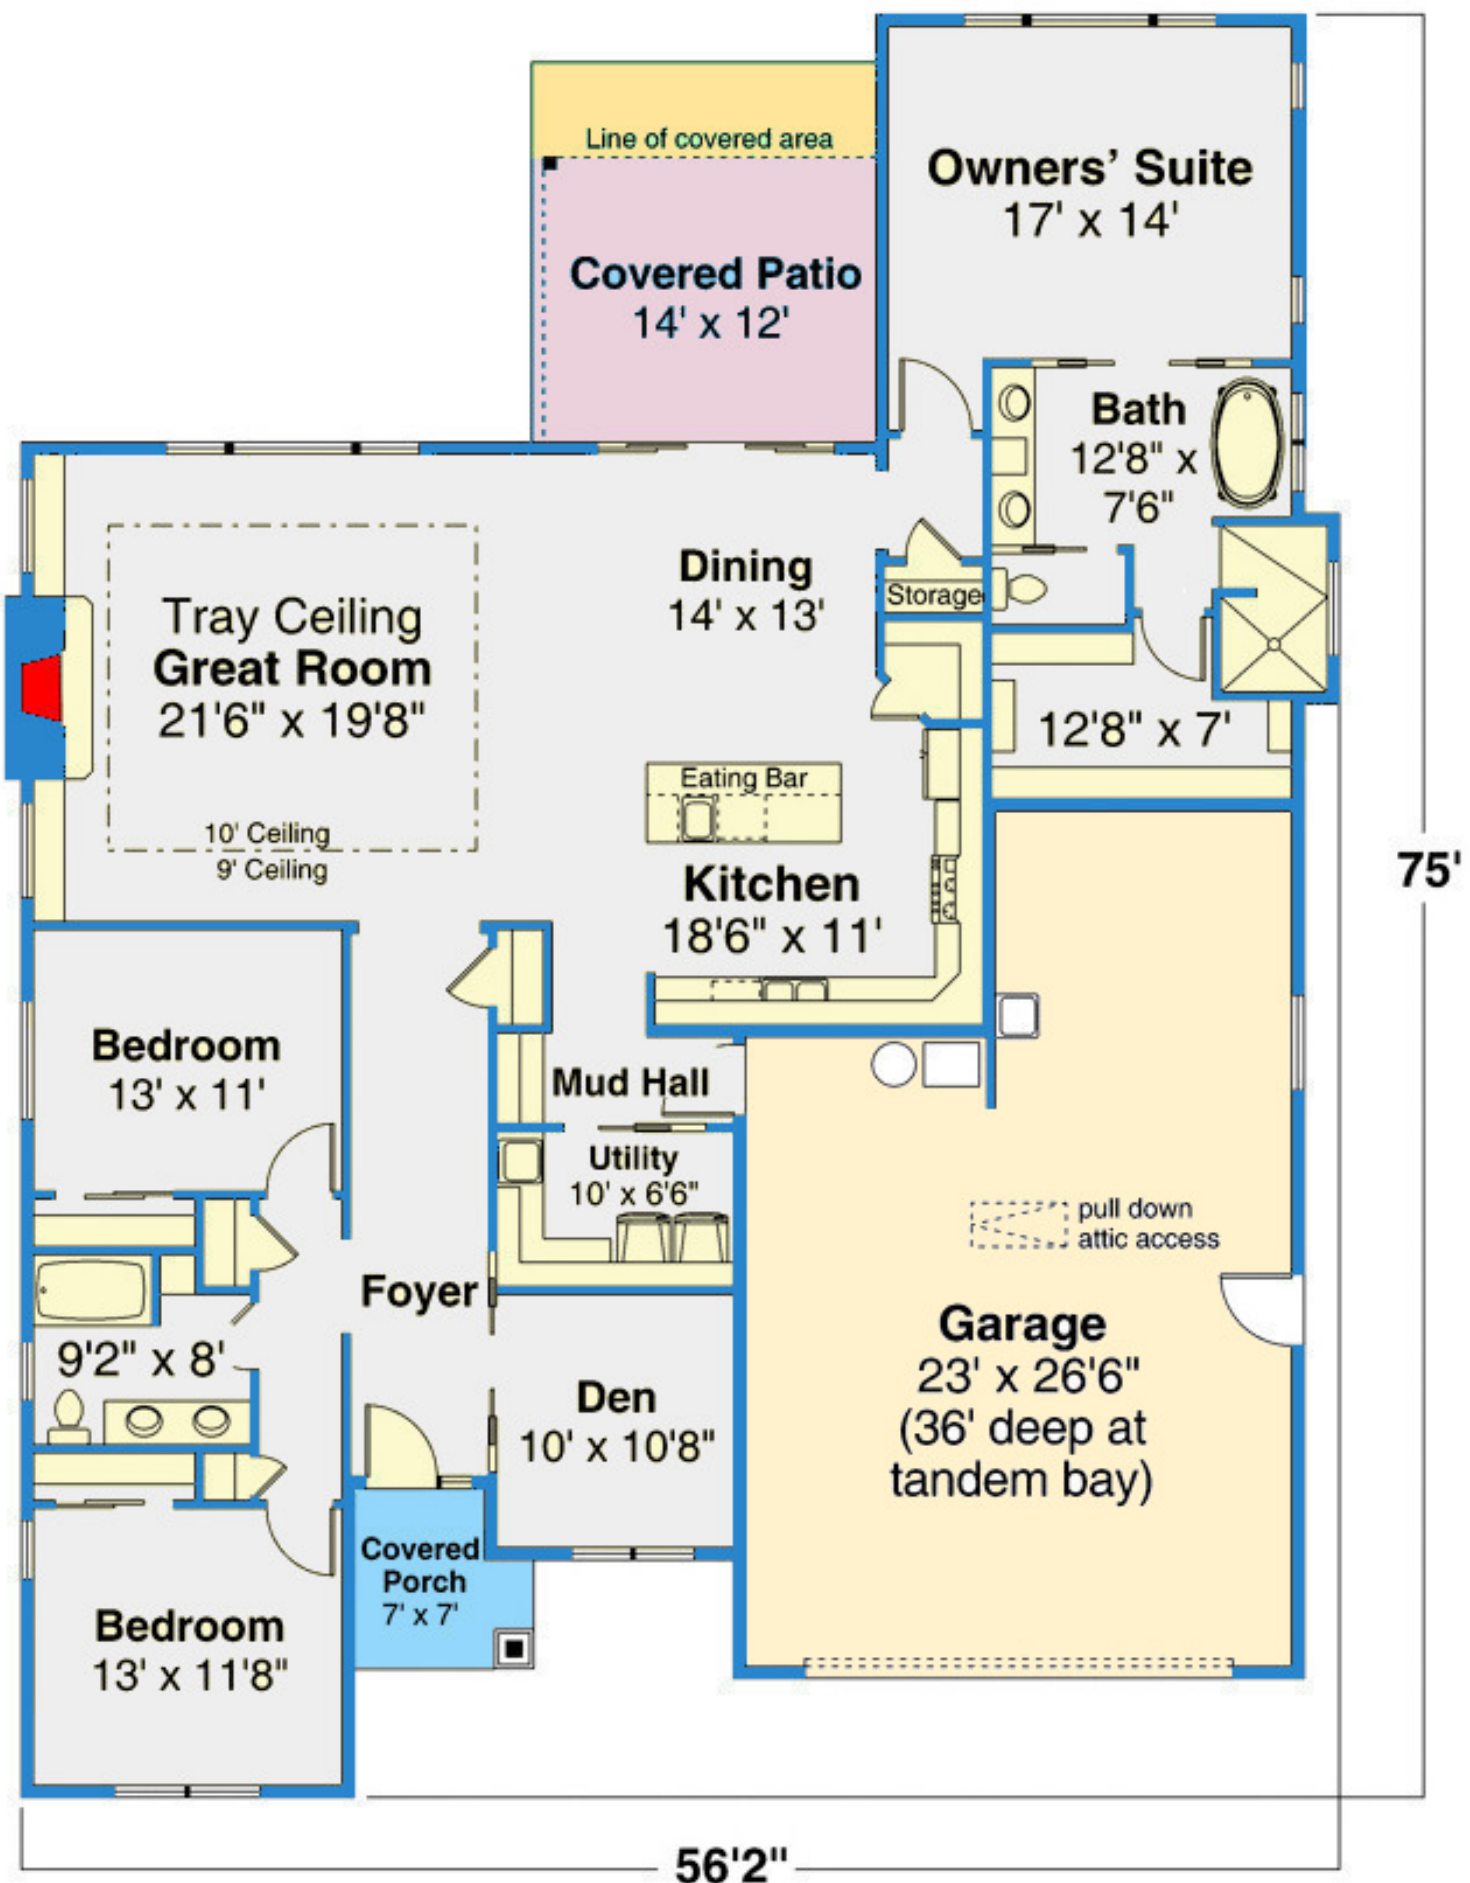 Line of covered area
Owners’ Suite
17' x 14'
Covered Patio
14' x 12'
Bath
12'8" x
7'6"
Dining
14' x 13'
Storage
Tray Ceiling
Great Room
21'6" x 19'8"
12'8" x 7'
Eating Bar
10' Ceiling
9' Ceiling
Kitchen
18'6" x 11'
75'
Bedroom
13' x 11'
Mud Hall
Utility
10' x 6'6"
pull down
attic access
Foyer
Garage
23' x 26'6"
(36' deep at
tandem bay)
9'2" x 8'
Den
10' x 10'8"
Covered
Porch
7' x 7'
Bedroom
13' x 11'8"
56'2"